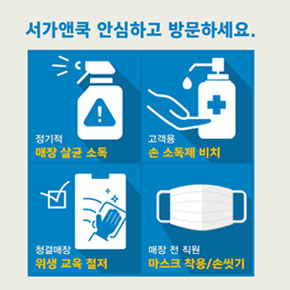 서가앤쿡 안심하고 방문하세요.
정기적
매장 살균 소독
고객용
손 소독제 비치
청결매장
위생 교육 철저
매장 전 직원
마스크 착용/손씻기